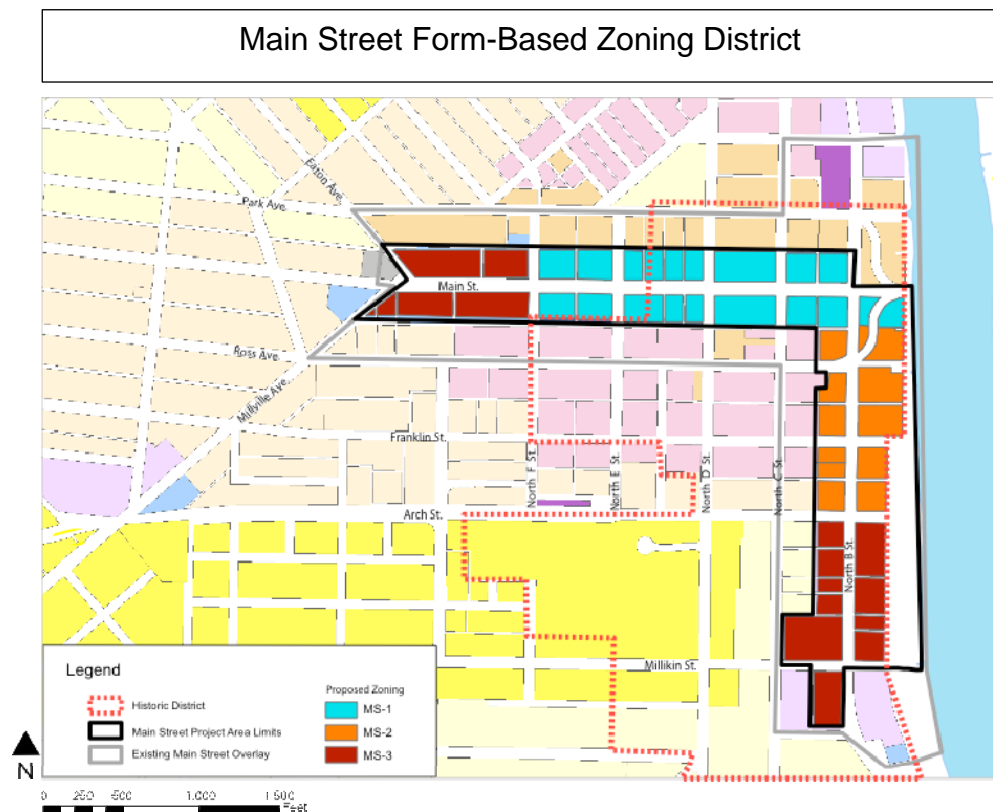 Main Street Form-Based Zoning District
Eaton Ave.
Park Ave.
Main St.
Ross Ave.
Millville Ave.
Franklin St.
North F St.
North E St.
North D St.
North C St.
Arch St.
North B St.
Millikin St.
Legend
Historic District
Main Street Project Area Limits
Existing Main Street Overlay
Proposed Zoning
MS-1
MS-2
MS-3
N
0 250 500 1,000 1,500
Feet